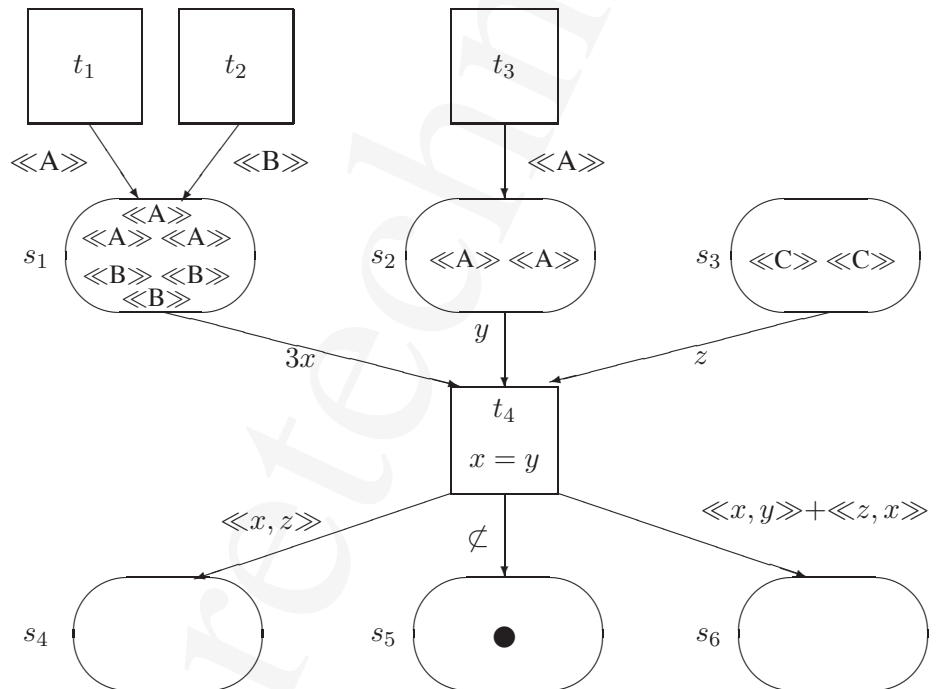 t₁ t₂ t₃
≪A≫ ≪B≫ ≪A≫
≪A≫
≪A≫ ≪A≫
s₁ s₂ ≪A≫ ≪A≫ s₃ ≪C≫ ≪C≫
≪B≫ ≪B≫
≪B≫
3x y z
t₄
x = y
≪x, z≫ ⊄ ≪x, y≫+≪z, x≫
s₄ s₅ s₆